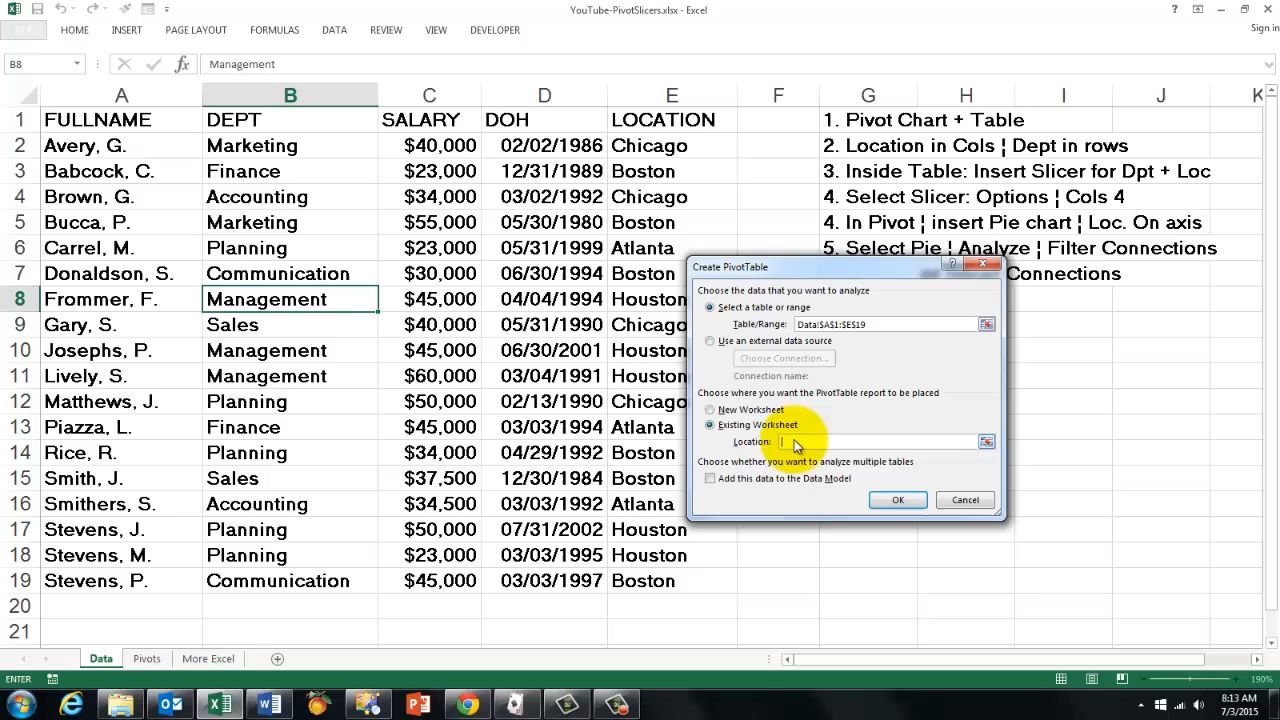 YouTube-PivotSlicers.xlsx - Excel
Sign in
HOME INSERT PAGE LAYOUT FORMULAS DATA REVIEW VIEW DEVELOPER
B8 fx Management
A B C D E F G H I J K
1 FULLNAME DEPT SALARY DOH LOCATION 1. Pivot Chart + Table
2 Avery, G. Marketing $40,000 02/02/1986 Chicago 2. Location in Cols ¦ Dept in rows
3 Babcock, C. Finance $23,000 12/31/1989 Boston 3. Inside Table: Insert Slicer for Dpt + Loc
4 Brown, G. Accounting $34,000 03/02/1992 Chicago 4. Select Slicer: Options ¦ Cols 4
5 Bucca, P. Marketing $55,000 05/30/1980 Boston 4. In Pivot ¦ insert Pie chart ¦ Loc. On axis
6 Carrel, M. Planning $23,000 05/31/1999 Atlanta 5. Select Pie ¦ Analyze ¦ Filter Connections
7 Donaldson, S. Communication $30,000 06/30/1994 Boston Connections
8 Frommer, F. Management $45,000 04/04/1994 Houston
9 Gary, S. Sales $40,000 05/31/1990 Boston
10 Josephs, P. Management $45,000 06/30/2001 Houston
11 Lively, S. Management $60,000 03/04/1991 Houston
12 Matthews, J. Planning $50,000 02/13/1990 Chicago
13 Piazza, L. Finance $45,000 03/03/1994 Atlanta
14 Rice, R. Planning $34,000 04/29/1992 Boston
15 Smith, J. Sales $37,500 12/30/1984 Boston
16 Smithers, S. Accounting $34,500 03/03/1992 Atlanta
17 Stevens, J. Planning $50,000 07/31/2002 Houston
18 Stevens, M. Planning $23,000 03/03/1995 Houston
19 Stevens, P. Communication $45,000 03/03/1997 Boston
20
21
Create PivotTable
Choose the data that you want to analyze
Select a table or range
Table/Range: Data!$A$1:$E$19
Use an external data source
Choose Connection...
Connection name:
Choose where you want the PivotTable report to be placed
New Worksheet
Existing Worksheet
Location:
Choose whether you want to analyze multiple tables
Add this data to the Data Model
OK Cancel
Data Pivots More Excel
ENTER 190%
8:13 AM
7/3/2015